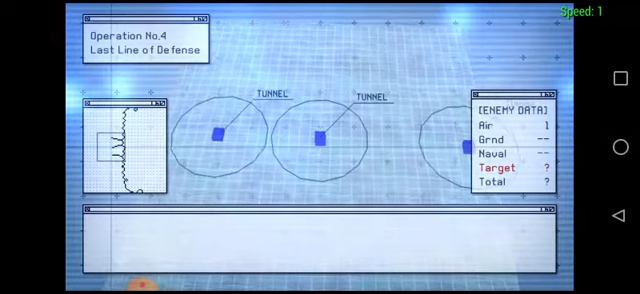 Speed: 1
Operation No.4
Last Line of Defense
TUNNEL
TUNNEL
[ENEMY DATA]
Air 1
Grnd --
Naval --
Target ?
Total ?